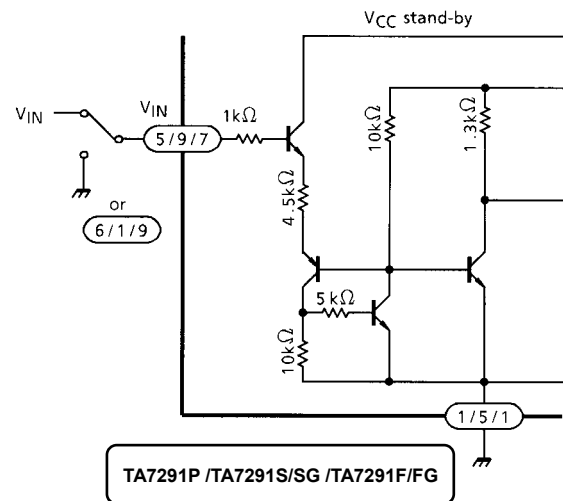 VCC stand-by
VIN
VIN
5 / 9 / 7
1kΩ
10kΩ
1.3kΩ
4.5kΩ
or
6 / 1 / 9
5kΩ
10kΩ
1 / 5 / 1
TA7291P /TA7291S/SG /TA7291F/FG